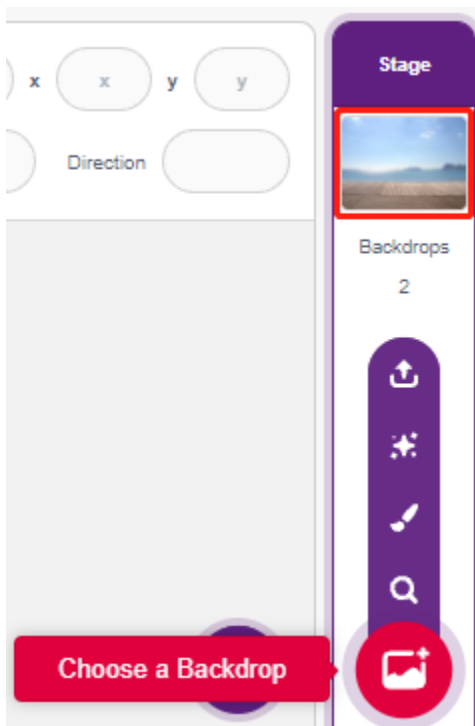 Stage
x x y y
Direction
Backdrops
2
Choose a Backdrop